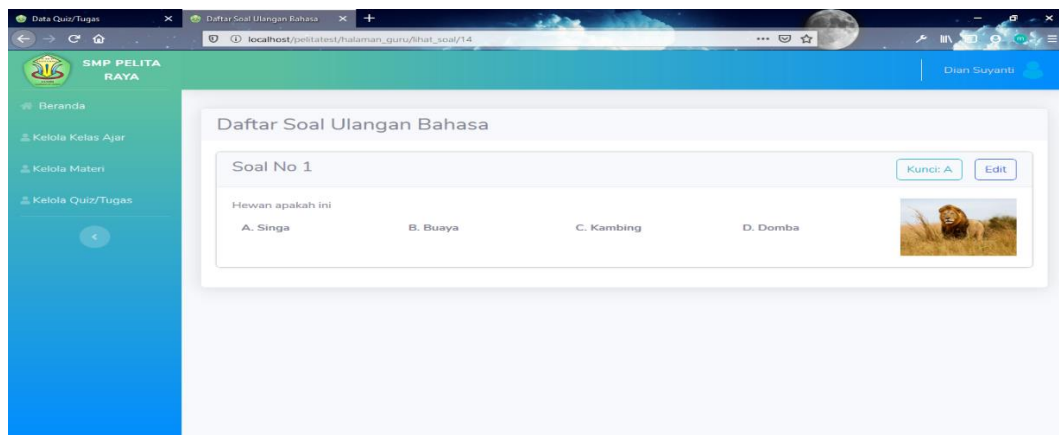 Data Quiz/Tugas
Daftar Soal Ulangan Bahasa
localhost/pelitatest/halaman_guru/lihat_soal/14
SMP PELITA
RAYA
Dian Suyanti
Beranda
Kelola Kelas Ajar
Kelola Materi
Kelola Quiz/Tugas
Daftar Soal Ulangan Bahasa
Soal No 1
Kunci: A
Edit
Hewan apakah ini
A. Singa
B. Buaya
C. Kambing
D. Domba